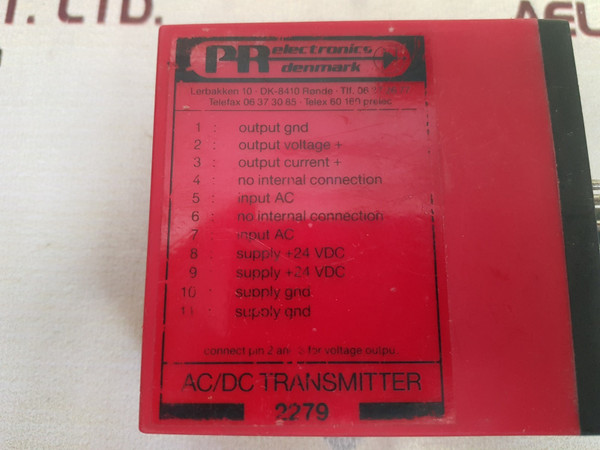 T. LTD.
AEU
PR electronics
denmark
Lerbakken 10 · DK-8410 Rønde · Tlf. 06
Telefax 06 37 30 85 · Telex 60 160 prelec
1 : output gnd
2 : output voltage +
3 : output current +
4 : no internal connection
5 : input AC
6 : no internal connection
7 : input AC
8 : supply +24 VDC
9 : supply +24 VDC
10 : supply gnd
11 : supply gnd
connect pin 2 and for voltage outpu
AC/DC TRANSMITTER
2279